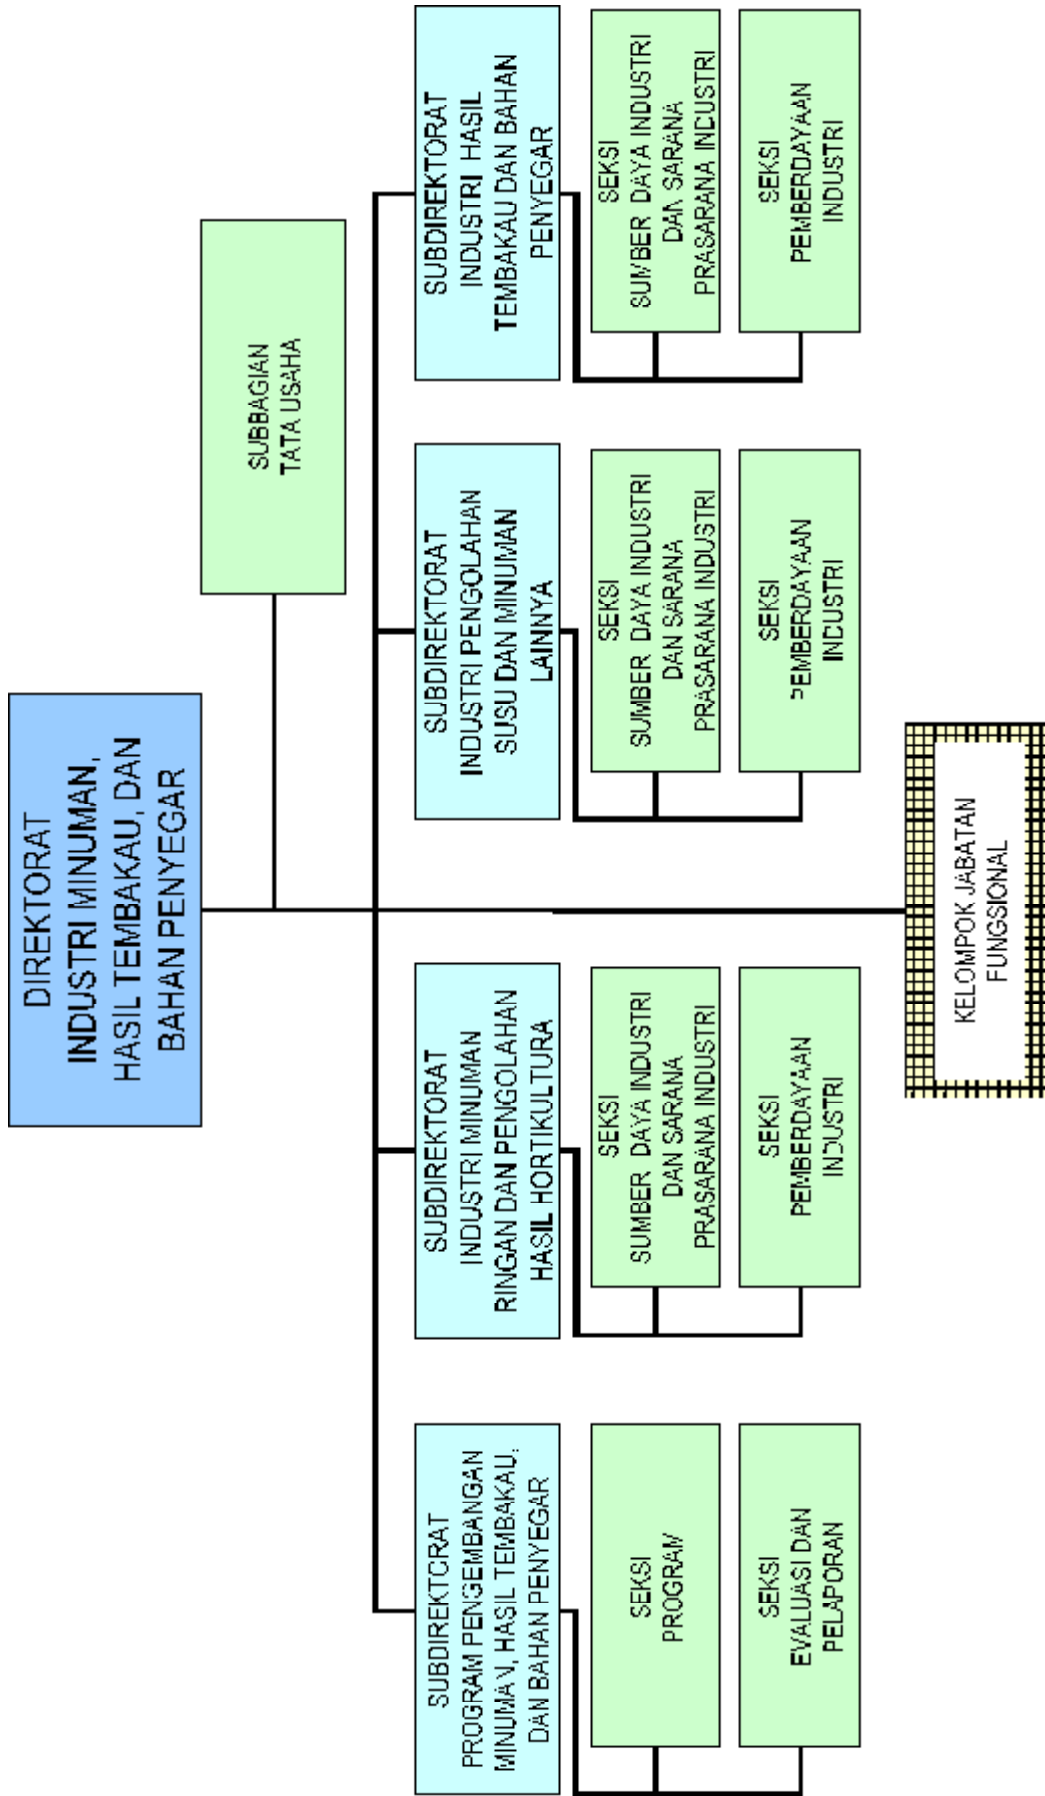 DIREKTORAT
INDUSTRI MINUMAN,
HASIL TEMBAKAU, DAN
BAHAN PENYEGAR
SUBBAGIAN
TATA USAHA
SUBDIREKTORAT
PROGRAM PENGEMBANGAN
MINUMAN, HASIL TEMBAKAU,
DAN BAHAN PENYEGAR
SUBDIREKTORAT
INDUSTRI MINUMAN
RINGAN DAN PENGOLAHAN
HASIL HORTIKULTURA
SUBDIREKTORAT
INDUSTRI PENGOLAHAN
SUSU DAN MINUMAN
LAINNYA
SUBDIREKTORAT
INDUSTRI HASIL
TEMBAKAU DAN BAHAN
PENYEGAR
SEKSI
PROGRAM
SEKSI
SUMBER DAYA INDUSTRI
DAN SARANA
PRASARANA INDUSTRI
SEKSI
SUMBER DAYA INDUSTRI
DAN SARANA
PRASARANA INDUSTRI
SEKSI
SUMBER DAYA INDUSTRI
DAN SARANA
PRASARANA INDUSTRI
SEKSI
EVALUASI DAN
PELAPORAN
SEKSI
PEMBERDAYAAN
INDUSTRI
SEKSI
PEMBERDAYAAN
INDUSTRI
SEKSI
PEMBERDAYAAN
INDUSTRI
KELOMPOK JABATAN
FUNGSIONAL